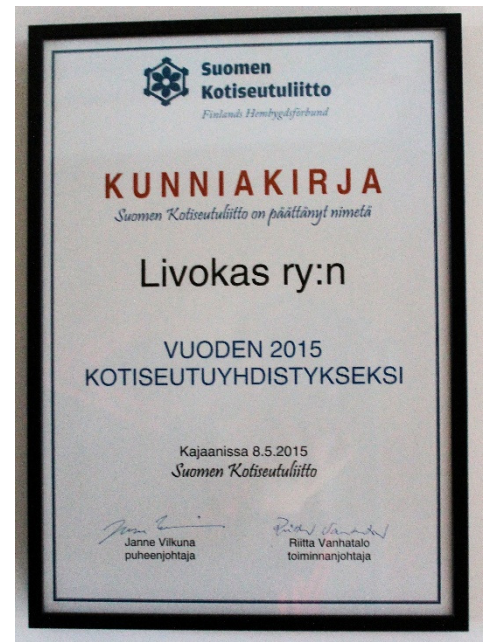 Suomen
Kotiseutuliitto
Finlands Hembygdsförbund
KUNNIAKIRJA
Suomen Kotiseutuliitto on päättänyt nimetä
Livokas ry:n
VUODEN 2015
KOTISEUTUYHDISTYKSEKSI
Kajaanissa 8.5.2015
Suomen Kotiseutuliitto
Janne Vilkuna
puheenjohtaja
Riitta Vanhatalo
toiminnanjohtaja